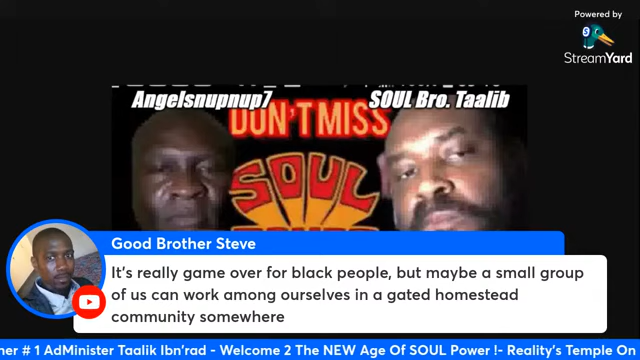 Powered by
StreamYard
Angelsnupnup7 SOUL Bro. Taalib
DON'T MISS
SOUL
Good Brother Steve
It's really game over for black people, but maybe a small group
of us can work among ourselves in a gated homestead
community somewhere
ner # 1 AdMinister Taalik Ibn'rad - Welcome 2 The NEW Age Of SOUL Power !- Reality's Temple On